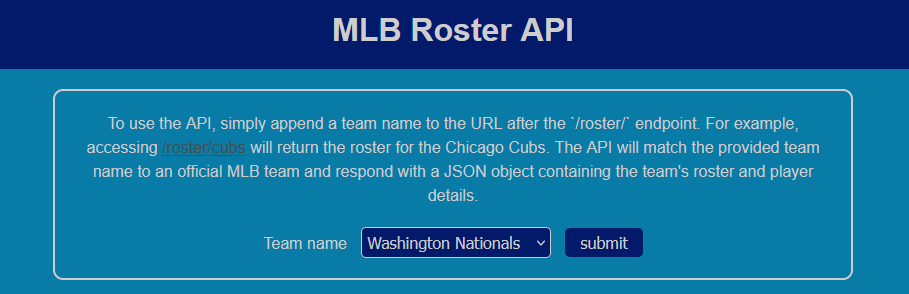 MLB Roster API
To use the API, simply append a team name to the URL after the `/roster/` endpoint. For example,
accessing /roster/cubs will return the roster for the Chicago Cubs. The API will match the provided team
name to an official MLB team and respond with a JSON object containing the team's roster and player
details.
Team name Washington Nationals submit